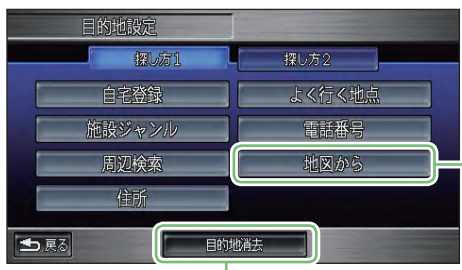 目的地設定
探し方1 探し方2
自宅登録 よく行く地点
施設ジャンル 電話番号
周辺検索 地図から
住所
戻る 目的地消去